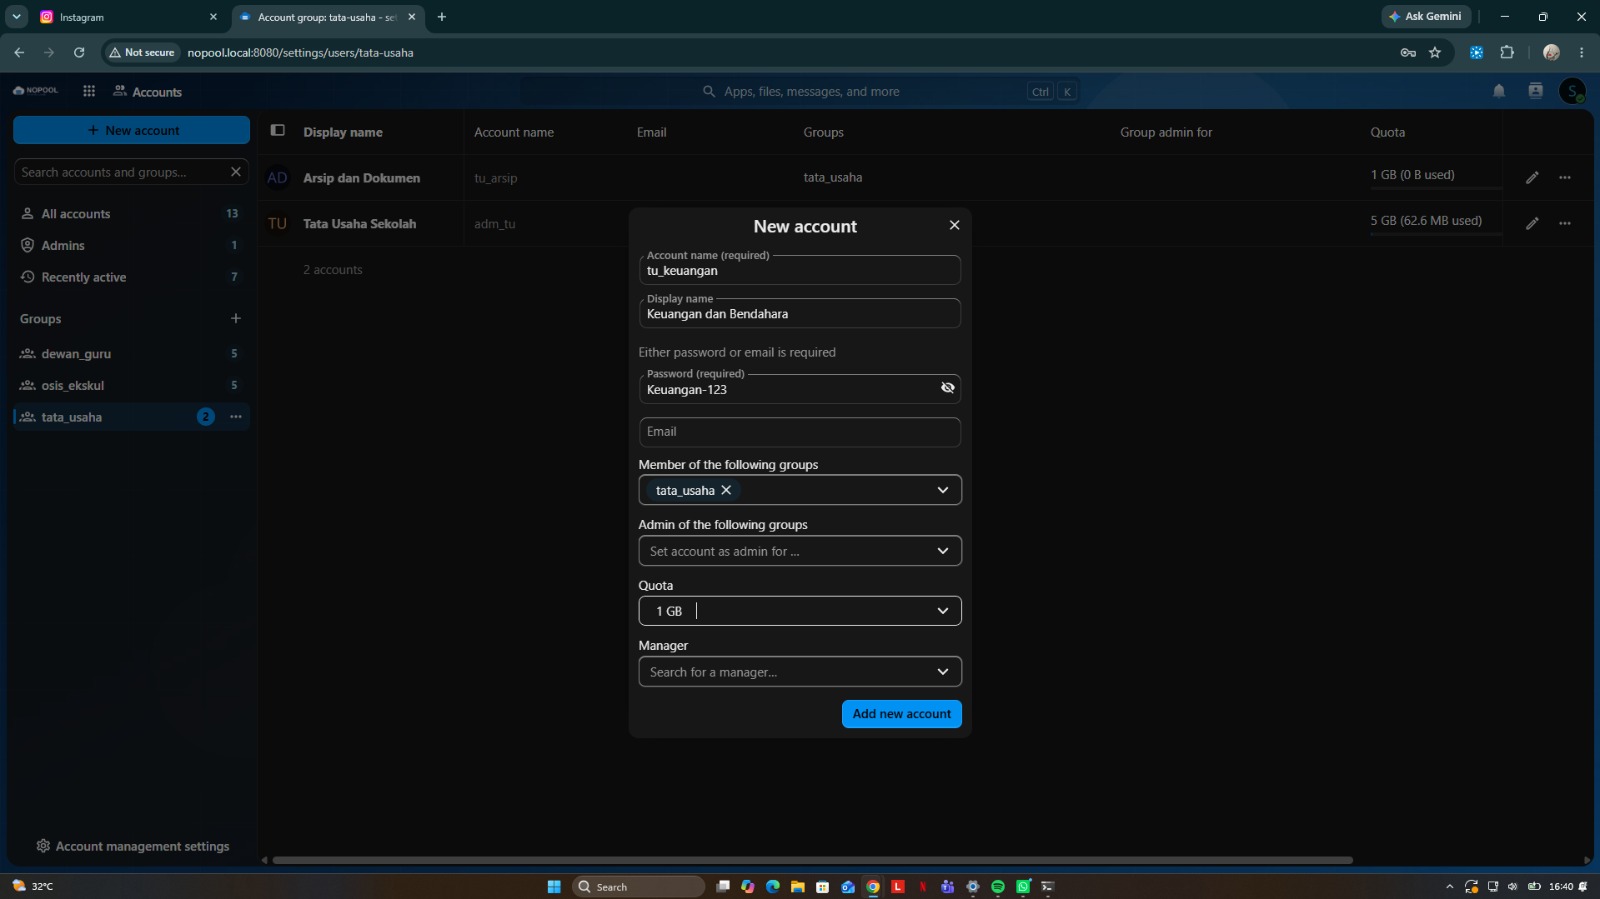 Instagram
Account group: tata-usaha - set
Ask Gemini
Not secure
nopool.local:8080/settings/users/tata-usaha
NOPOOL
Accounts
Apps, files, messages, and more
Ctrl
K
S
+ New account
Search accounts and groups...
All accounts 13
Admins 1
Recently active 7
Groups +
dewan_guru 5
osis_ekskul 5
tata_usaha 2
Account management settings
Display name Account name Email Groups Group admin for Quota
AD Arsip dan Dokumen tu_arsip tata_usaha 1 GB (0 B used)
TU Tata Usaha Sekolah adm_tu 5 GB (62.6 MB used)
2 accounts
New account
Account name (required)
tu_keuangan
Display name
Keuangan dan Bendahara
Either password or email is required
Password (required)
Keuangan-123
Email
Member of the following groups
tata_usaha
Admin of the following groups
Set account as admin for ...
Quota
1 GB
Manager
Search for a manager...
Add new account
32°C
Search
L
N
16:40